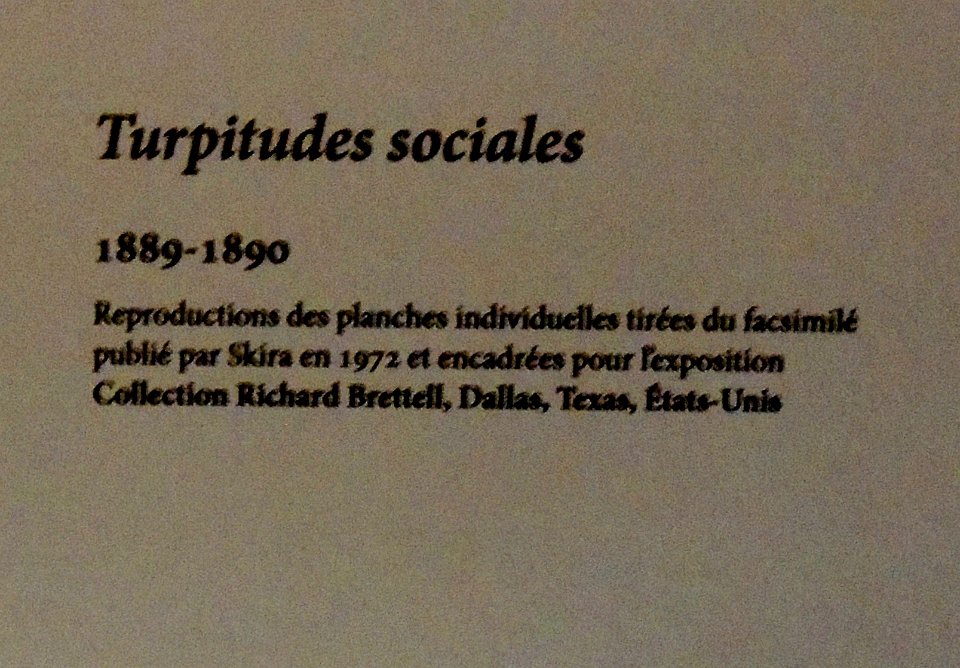 Turpitudes sociales
1889-1890
Reproductions des planches individuelles tirées du facsimilé
publié par Skira en 1972 et encadrées pour l'exposition
Collection Richard Brettell, Dallas, Texas, États-Unis